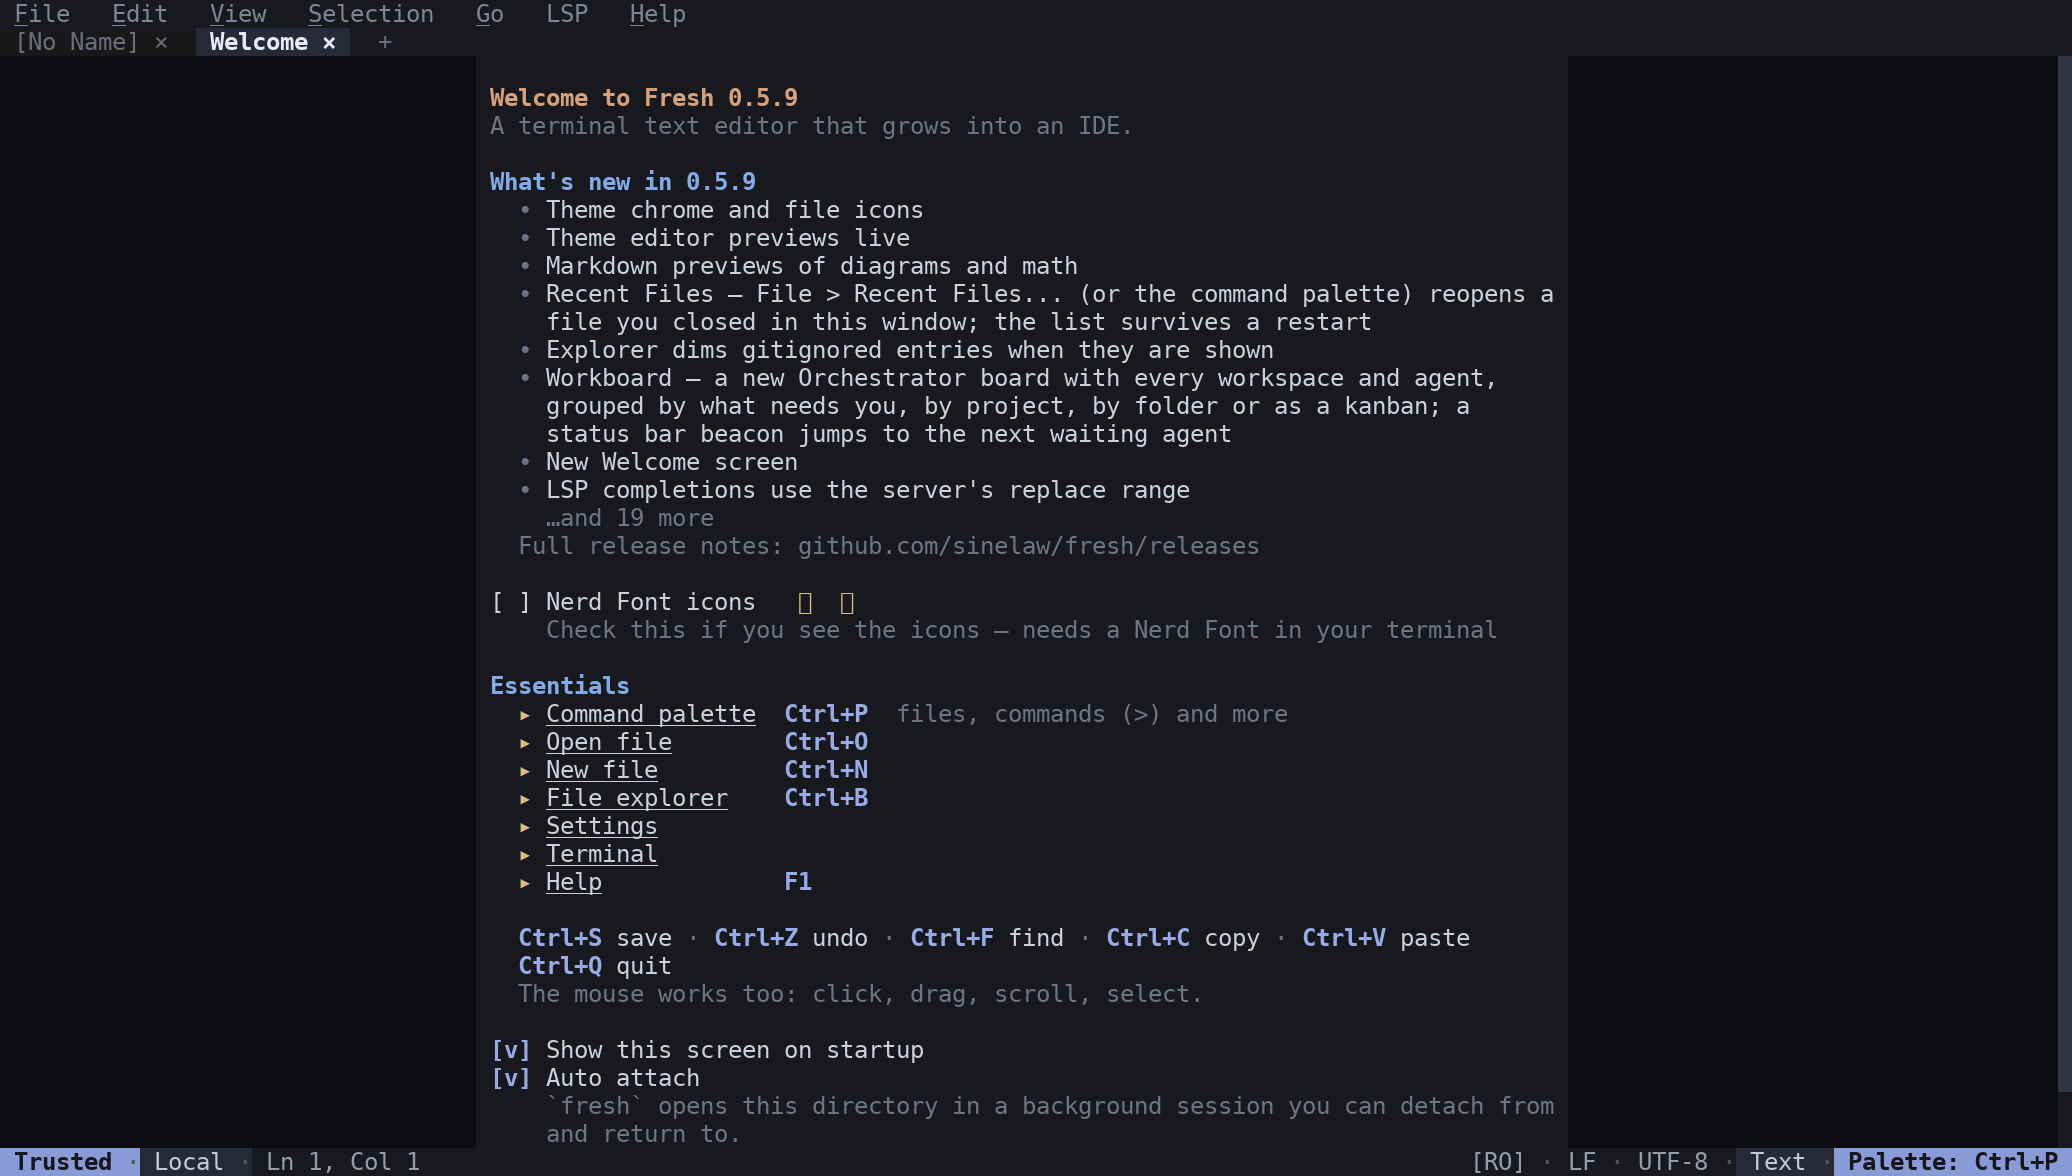 File   Edit   View   Selection   Go   LSP   Help
[No Name] ×   Welcome ×   +
Welcome to Fresh 0.5.9
A terminal text editor that grows into an IDE.
What's new in 0.5.9
• Theme chrome and file icons
• Theme editor previews live
• Markdown previews of diagrams and math
• Recent Files — File > Recent Files... (or the command palette) reopens a
file you closed in this window; the list survives a restart
• Explorer dims gitignored entries when they are shown
• Workboard — a new Orchestrator board with every workspace and agent,
grouped by what needs you, by project, by folder or as a kanban; a
status bar beacon jumps to the next waiting agent
• New Welcome screen
• LSP completions use the server's replace range
…and 19 more
Full release notes: github.com/sinelaw/fresh/releases
[ ] Nerd Font icons
Check this if you see the icons — needs a Nerd Font in your terminal
Essentials
▸ Command palette  Ctrl+P  files, commands (>) and more
▸ Open file        Ctrl+O
▸ New file         Ctrl+N
▸ File explorer    Ctrl+B
▸ Settings
▸ Terminal
▸ Help             F1
Ctrl+S save · Ctrl+Z undo · Ctrl+F find · Ctrl+C copy · Ctrl+V paste
Ctrl+Q quit
The mouse works too: click, drag, scroll, select.
[v] Show this screen on startup
[v] Auto attach
`fresh` opens this directory in a background session you can detach from
and return to.
Trusted · Local · Ln 1, Col 1   [RO] · LF · UTF-8 · Text · Palette: Ctrl+P